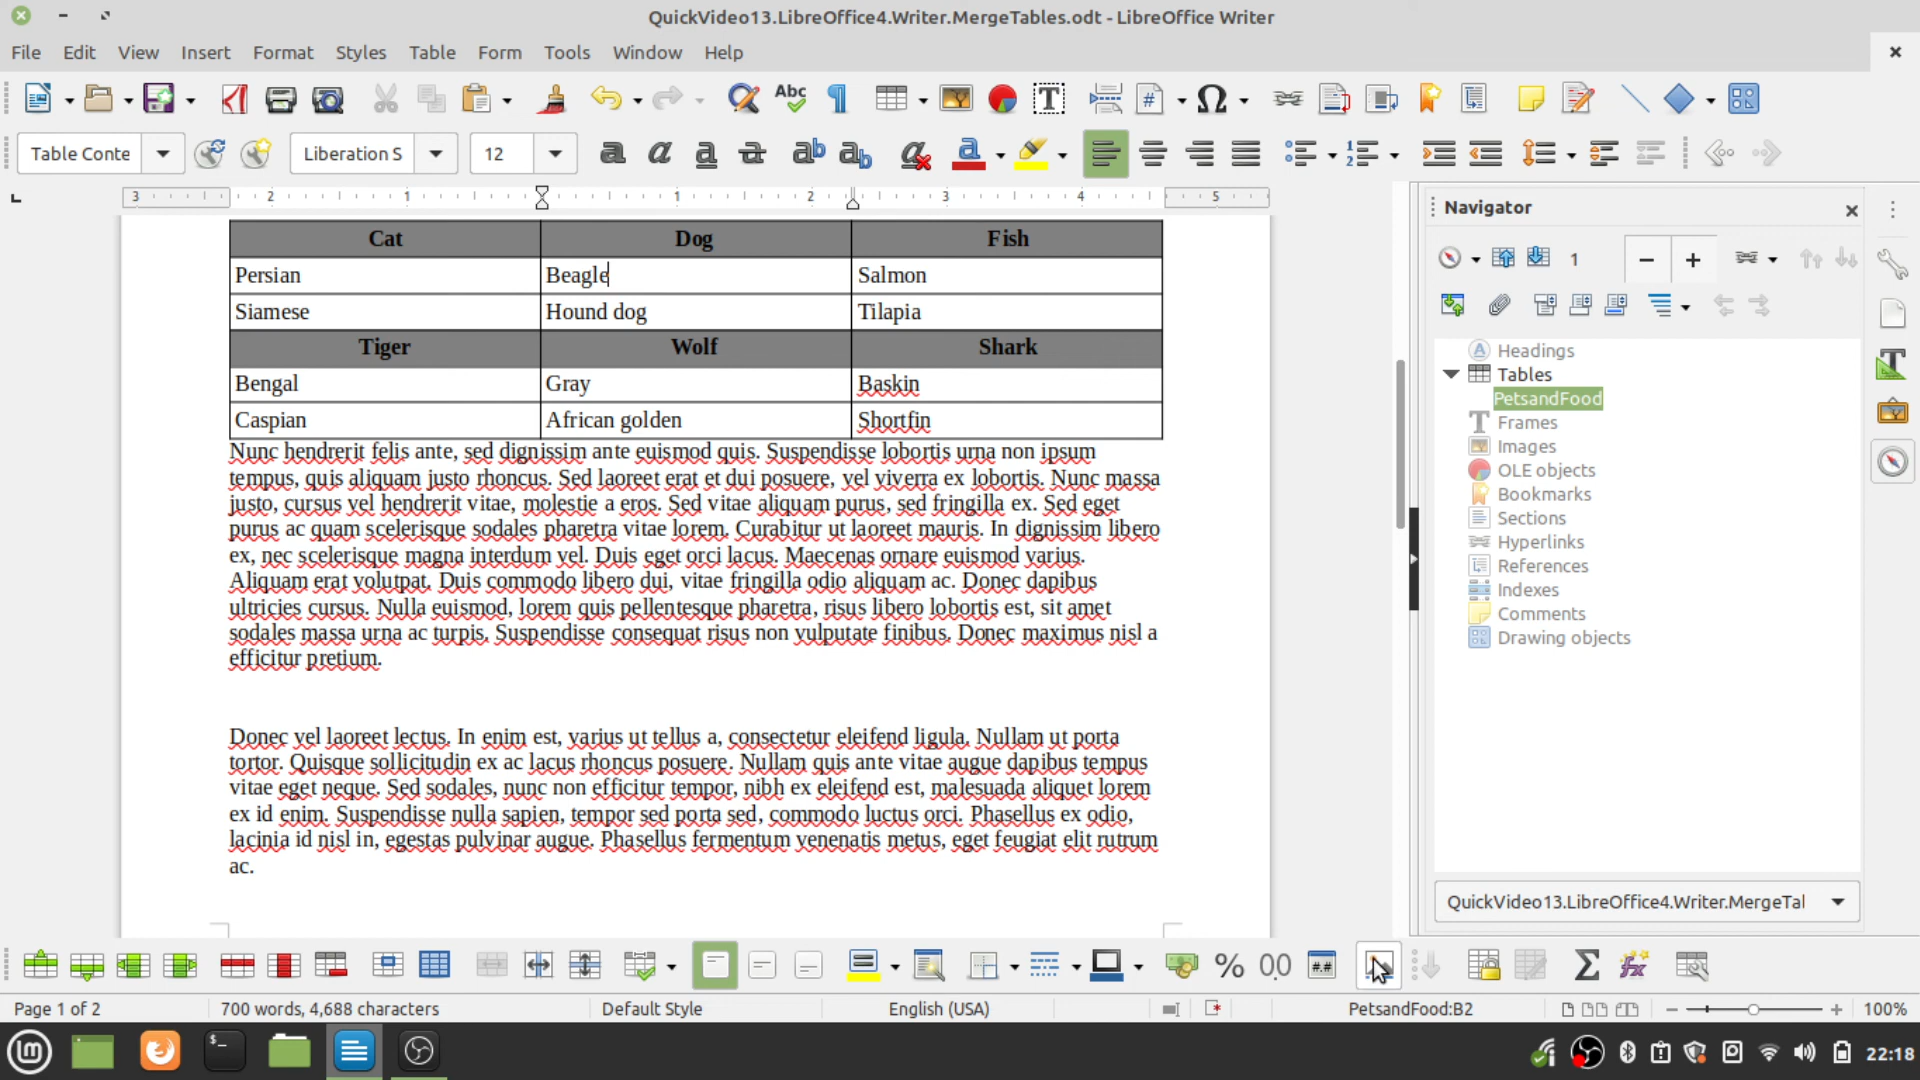 QuickVideo13.LibreOffice4.Writer.MergeTables.odt - LibreOffice Writer
File Edit View Insert Format Styles Table Form Tools Window Help
Table Conte Liberation S 12
3 2 1 1 2 3 4 5
Cat Dog Fish
Persian Beagle Salmon
Siamese Hound dog Tilapia
Tiger Wolf Shark
Bengal Gray Baskin
Caspian African golden Shortfin
Nunc hendrerit felis ante, sed dignissim ante euismod quis. Suspendisse lobortis urna non ipsum
tempus, quis aliquam justo rhoncus. Sed laoreet erat et dui posuere, vel viverra ex lobortis. Nunc massa
justo, cursus vel hendrerit vitae, molestie a eros. Sed vitae aliquam purus, sed fringilla ex. Sed eget
purus ac quam scelerisque sodales pharetra vitae lorem. Curabitur ut laoreet mauris. In dignissim libero
ex, nec scelerisque magna interdum vel. Duis eget orci lacus. Maecenas ornare euismod varius.
Aliquam erat volutpat. Duis commodo libero dui, vitae fringilla odio aliquam ac. Donec dapibus
ultricies cursus. Nulla euismod, lorem quis pellentesque pharetra, risus libero lobortis est, sit amet
sodales massa urna ac turpis. Suspendisse consequat risus non vulputate finibus. Donec maximus nisl a
efficitur pretium.
Donec vel laoreet lectus. In enim est, varius ut tellus a, consectetur eleifend ligula. Nullam ut porta
tortor. Quisque sollicitudin ex ac lacus rhoncus posuere. Nullam quis ante vitae augue dapibus tempus
vitae eget neque. Sed sodales, nunc non efficitur tempor, nibh ex eleifend est, malesuada aliquet lorem
ex id enim. Suspendisse nulla sapien, tempor sed porta sed, commodo luctus orci. Phasellus ex odio,
lacinia id nisl in, egestas pulvinar augue. Phasellus fermentum venenatis metus, eget feugiat elit rutrum
ac.
Navigator
1
Headings
Tables
PetsandFood
Frames
Images
OLE objects
Bookmarks
Sections
Hyperlinks
References
Indexes
Comments
Drawing objects
QuickVideo13.LibreOffice4.Writer.MergeTal
Page 1 of 2 700 words, 4,688 characters Default Style English (USA) PetsandFood:B2 100%
22:18